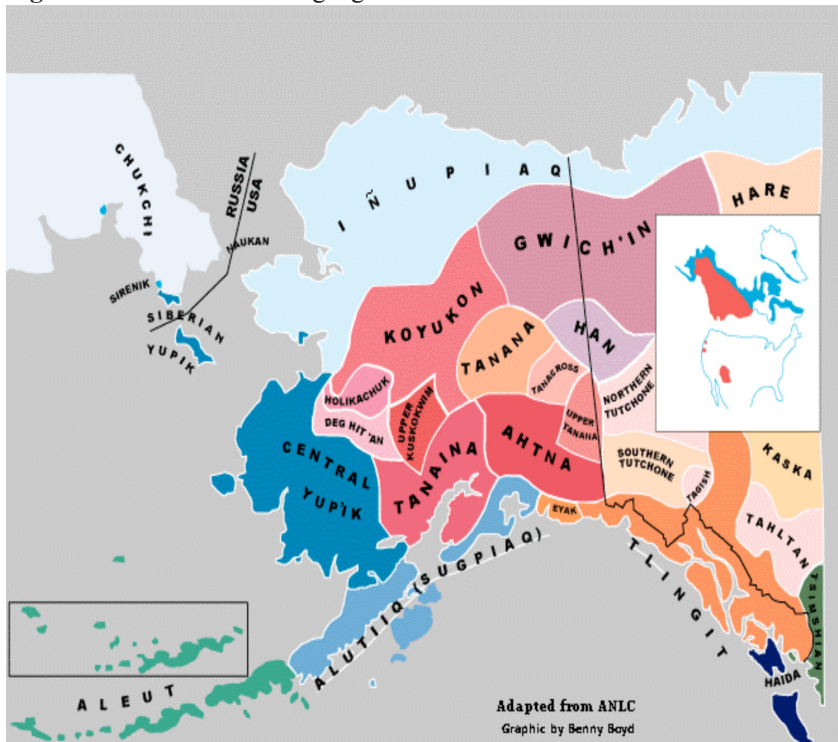 CHUKCHI
RUSSIA
USA
NAUKAN
SIRENIK
SIBERIAN
YUPIK
IÑUPIAQ
GWICH'IN
HARE
KOYUKON
HAN
TANANA
TANACROSS
HOLIKACHUK
DEG HIT'AN
UPPER
KUSKOKWIM
UPPER
TANANA
NORTHERN
TUTCHONE
CENTRAL
YUP'IK
TANAINA
AHTNA
SOUTHERN
TUTCHONE
TAGISH
KASKA
EYAK
TAHLTAN
TLINGIT
TSIMSHIAN
ALUTIIQ (SUGPIAQ)
HAIDA
ALEUT
Adapted from ANLC
Graphic by Benny Boyd